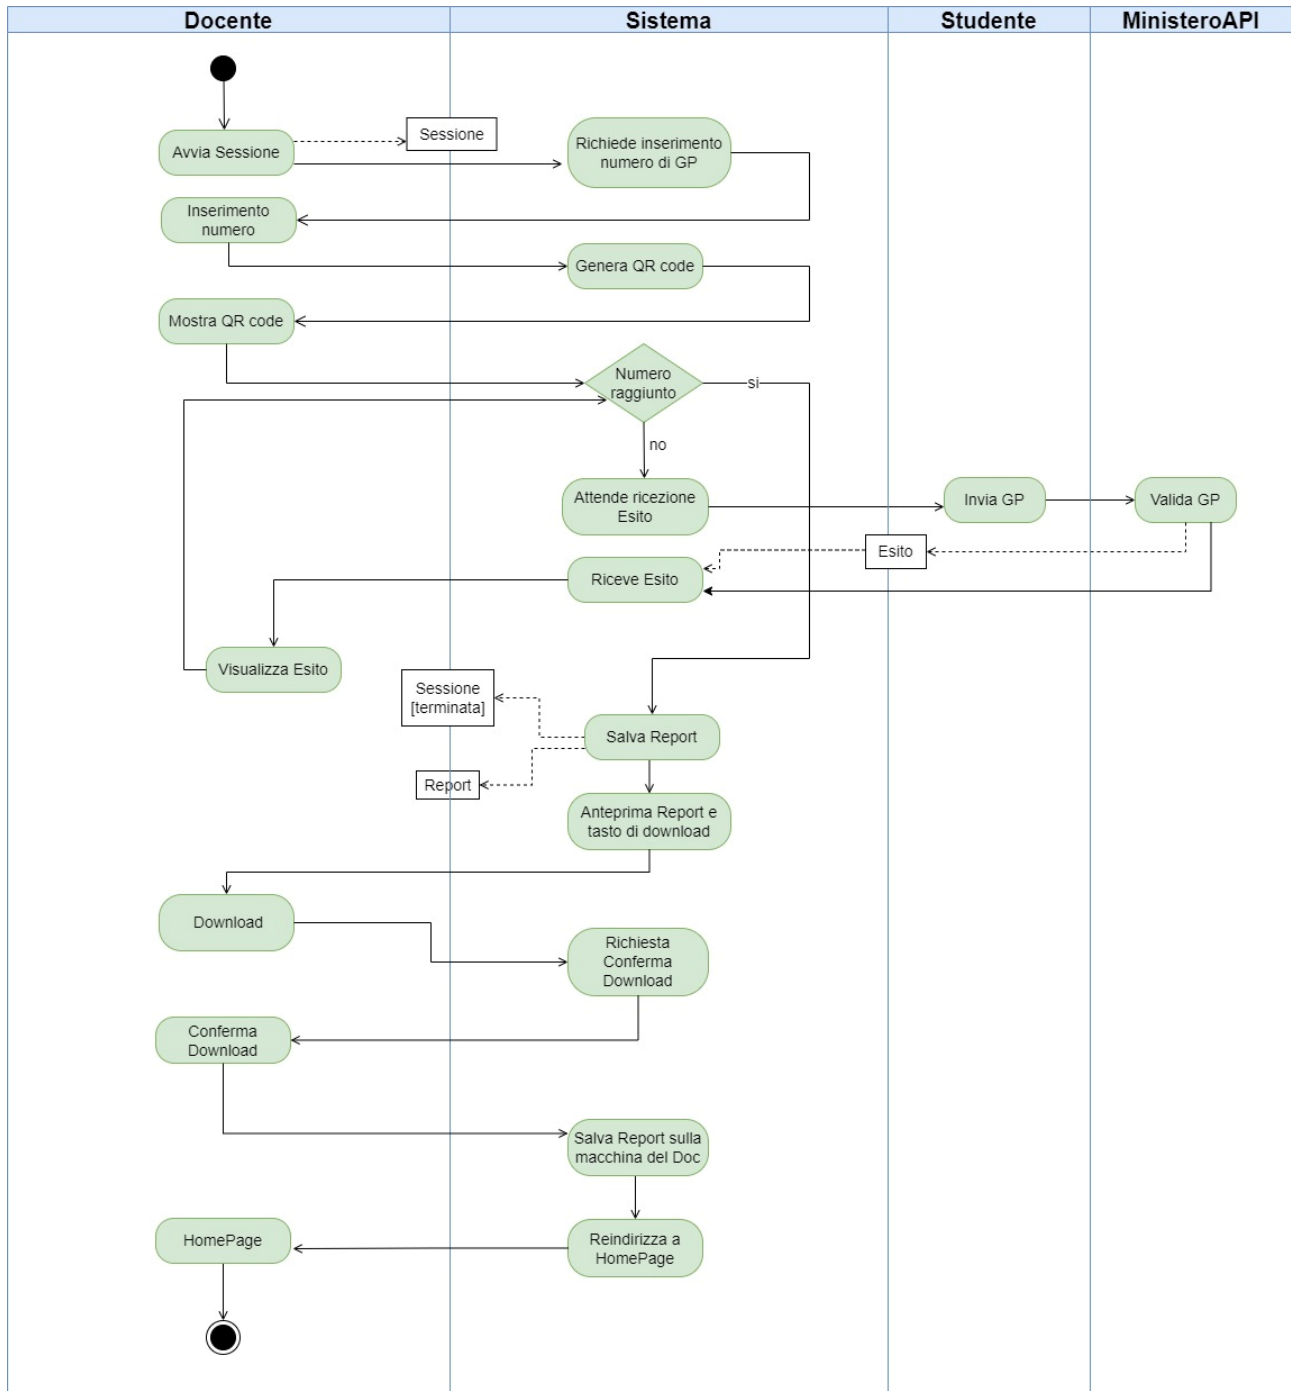 Docente
Sistema
Studente
MinisteroAPI
Avvia Sessione
Sessione
Richiede inserimento
numero di GP
Inserimento
numero
Genera QR code
Mostra QR code
Numero
raggiunto
si
no
Attende ricezione
Esito
Invia GP
Valida GP
Esito
Riceve Esito
Visualizza Esito
Sessione
[terminata]
Salva Report
Report
Anteprima Report e
tasto di download
Download
Richiesta
Conferma
Download
Conferma
Download
Salva Report sulla
macchina del Doc
HomePage
Reindirizza a
HomePage